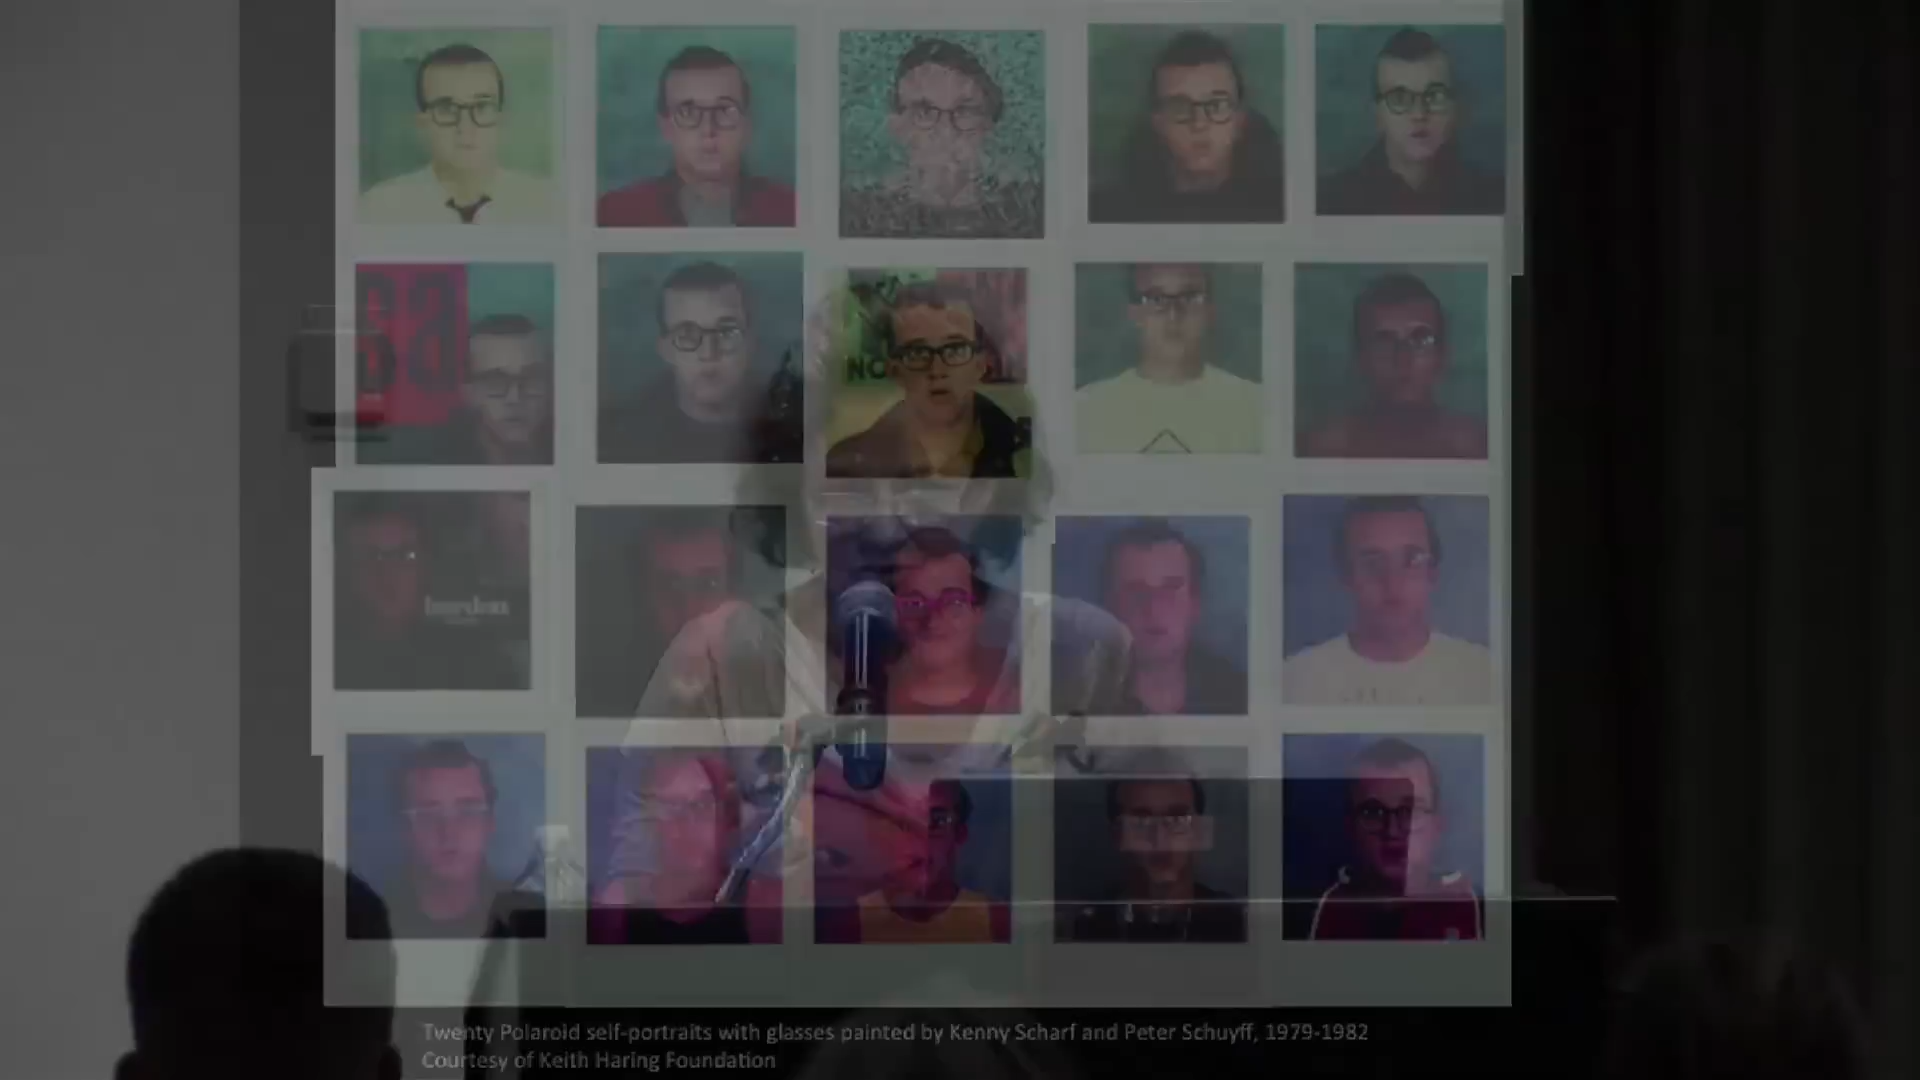 NO
Twenty Polaroid self-portraits with glasses painted by Kenny Scharf and Peter Schuyff, 1979-1982
Courtesy of Keith Haring Foundation